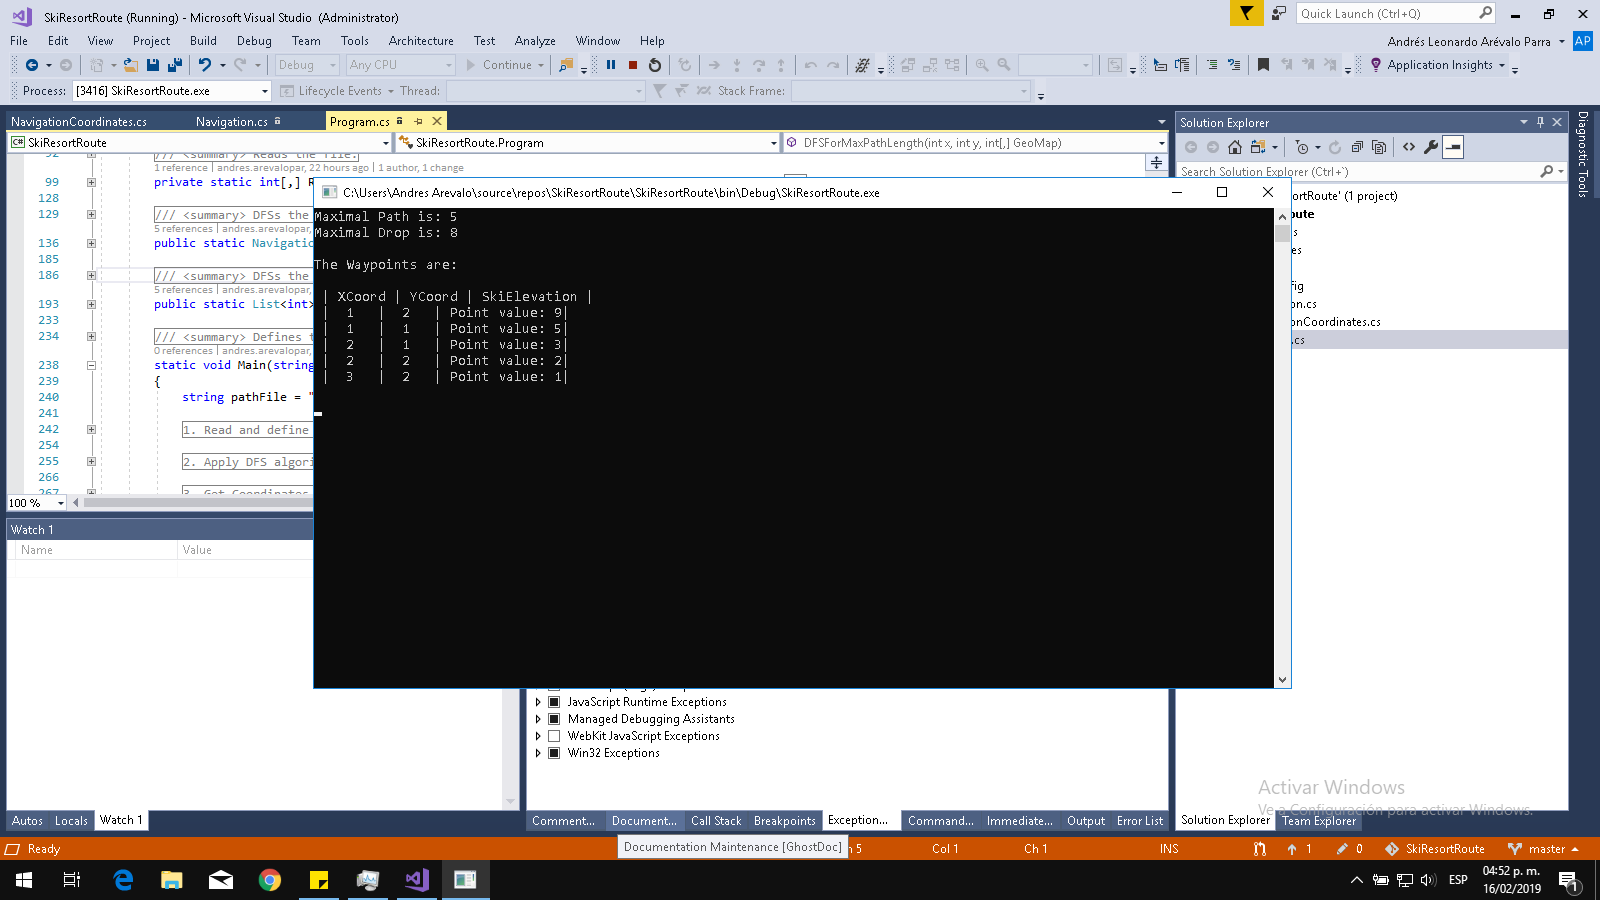 SkiResortRoute (Running) - Microsoft Visual Studio (Administrator)
Quick Launch (Ctrl+Q)
File Edit View Project Build Debug Team Tools Architecture Test Analyze Window Help
Andrés Leonardo Arévalo Parra AP
Debug Any CPU Continue Application Insights
Process: [3416] SkiResortRoute.exe Lifecycle Events Thread: Stack Frame:
NavigationCoordinates.cs Navigation.cs Program.cs
SkiResortRoute SkiResortRoute.Program DFSForMaxPathLength(int x, int y, int[,] GeoMap)
92 /// <summary> Reads the file.
1 reference | andres.arevalopar, 22 hours ago | 1 author, 1 change
99 private static int[,] R
128
129 /// <summary> DFSs the
5 references | andres.arevalopar,
136 public static Navigatio
185
186 /// <summary> DFSs the
5 references | andres.arevalopar,
193 public static List<int>
233
234 /// <summary> Defines t
0 references | andres.arevalopar,
238 static void Main(string
239 {
240 string pathFile = "
241
242 1. Read and define
254
255 2. Apply DFS algori
266
267 3. Get Coordinates
100 %
C:\Users\Andres Arevalo\source\repos\SkiResortRoute\SkiResortRoute\bin\Debug\SkiResortRoute.exe
Maximal Path is: 5
Maximal Drop is: 8
The Waypoints are:
| XCoord | YCoord | SkiElevation |
| 1 | 2 | Point value: 9|
| 1 | 1 | Point value: 5|
| 2 | 1 | Point value: 3|
| 2 | 2 | Point value: 2|
| 3 | 2 | Point value: 1|
Solution Explorer
Search Solution Explorer (Ctrl+')
ortRoute' (1 project)
ute
s
es
fig
on.cs
onCoordinates.cs
.cs
Diagnostic Tools
Watch 1
Name Value
JavaScript Runtime Exceptions
Managed Debugging Assistants
WebKit JavaScript Exceptions
Win32 Exceptions
Activar Windows
Ve a Configuración para activar Windows.
Autos Locals Watch 1
Comment... Document... Call Stack Breakpoints Exception... Command... Immediate... Output Error List
Solution Explorer Team Explorer
Documentation Maintenance [GhostDoc]
Ready n 5 Col 1 Ch 1 INS 1 0 SkiResortRoute master
ESP
04:52 p. m.
16/02/2019
1